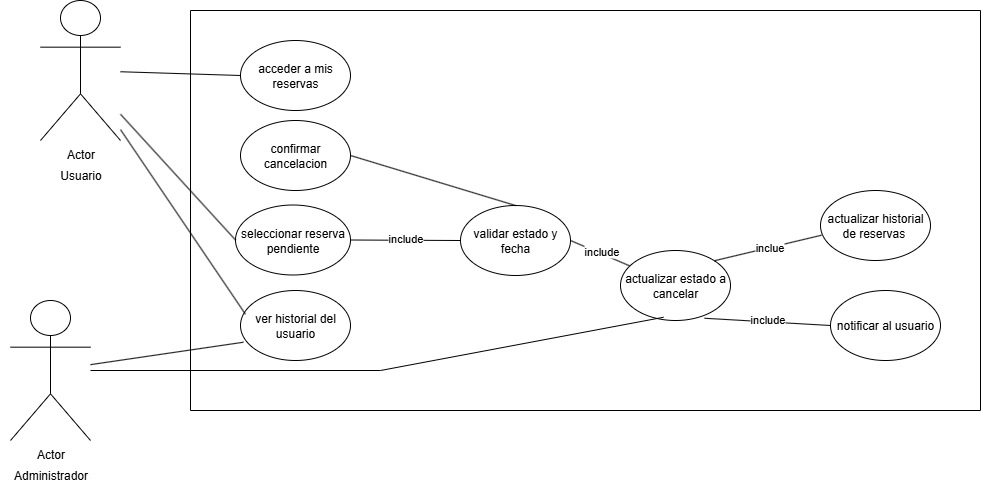 Actor
Usuario
acceder a mis
reservas
confirmar
cancelacion
seleccionar reserva
pendiente
include
validar estado y
fecha
include
actualizar estado a
cancelar
inclue
actualizar historial
de reservas
include
notificar al usuario
ver historial del
usuario
Actor
Administrador